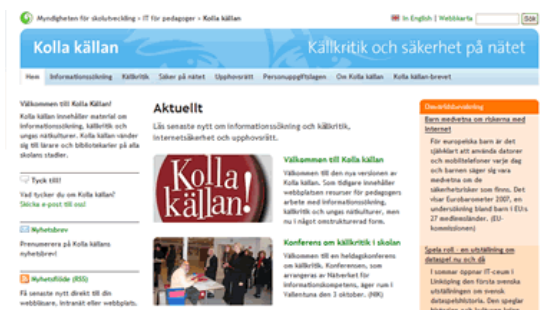 Myndigheten för skolutveckling » IT för pedagoger » Kolla källan
In English | Webbkarta
Sök
Kolla källan
Källkritik och säkerhet på nätet
Hem Informationssökning Källkritik Säker på nätet Upphovsrätt Personuppgiftslagen Om Kolla källan Kolla källan-brevet
Välkommen till Kolla Källan!
Kolla källan innehåller material om
informationssökning, källkritik och
ungas nätkulturer. Kolla källan vänder
sig till lärare och bibliotekarier på alla
skolans stadier.
Tyck till!
Vad tycker du om Kolla källan?
Skicka e-post till oss!
Nyhetsbrev
Prenumerera på Kolla källans
nyhetsbrev!
Nyhetsflöde (RSS)
Få senaste nytt direkt till din
webbläsare, intranät eller webbplats.
Aktuellt
Läs senaste nytt om informationssökning och källkritik,
internetsäkerhet och upphovsrätt.
Kolla
källan!
Välkommen till Kolla källan
Välkommen till den nya versionen av
Kolla källan. Som tidigare innehåller
webbplatsen resurser för pedagogers
arbete med informationssökning,
källkritik och ungas nätkulturer, men
nu i något omstrukturerad form.
Konferens om källkritik i skolan
Välkommen till en heldagskonferens
om källkritik. Konferensen, som
arrangeras av Nätverket för
informationskompetens, äger rum i
Vallentuna den 3 oktober. (NIK)
Omvärldsbevakning
Barn medvetna om riskerna med
Internet
För europeiska barn är det
självklart att använda datorer
och mobiltelefoner varje dag
och barnen säger sig vara
medvetna om de
säkerhetsrisker som finns. Det
visar Eurobarometer 2007, en
undersökning bland barn i EU:s
27 medlemsländer. (EU-
kommissionen)
Spela roll - en utställning om
dataspel nu och då
I sommar öppnar IT-ceum i
Linköping den första svenska
utställningen om svensk
dataspelshistoria. Den speglar